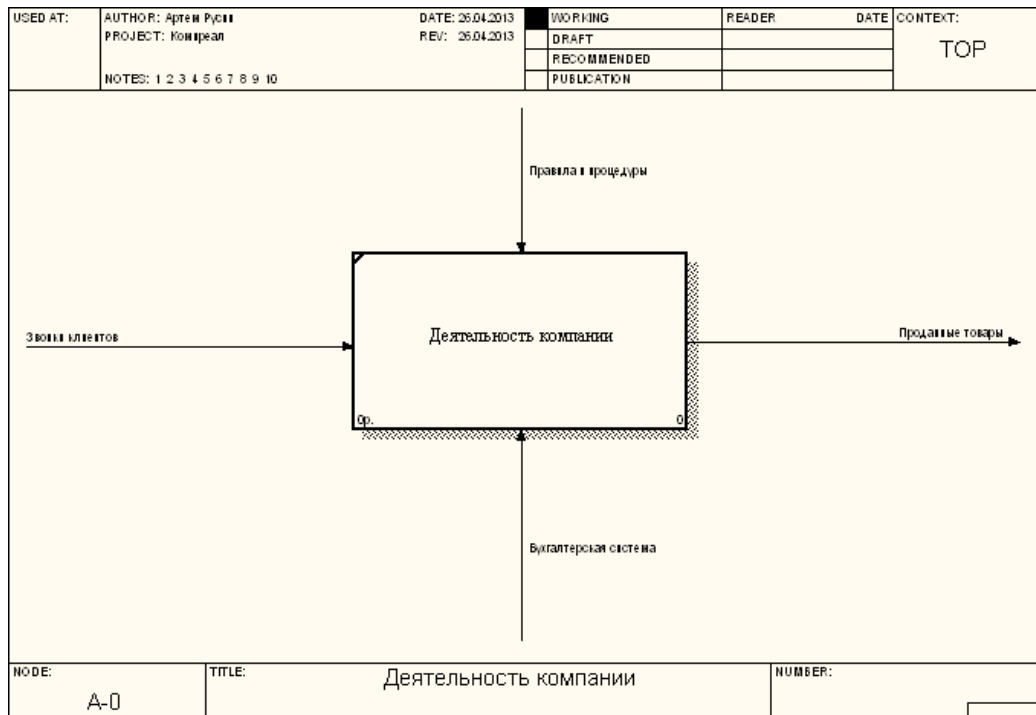 USED AT:
AUTHOR: Артем Русин
DATE: 26.04.2013
WORKING
READER
DATE
CONTEXT:
PROJECT: Компреал
REV: 26.04.2013
DRAFT
TOP
RECOMMENDED
NOTES: 1 2 3 4 5 6 7 8 9 10
PUBLICATION
Правила и процедуры
Звонки клиентов
Деятельность компании
Проданные товары
0р.
0
Бухгалтерская система
NODE:
TITLE:
Деятельность компании
NUMBER:
A-0